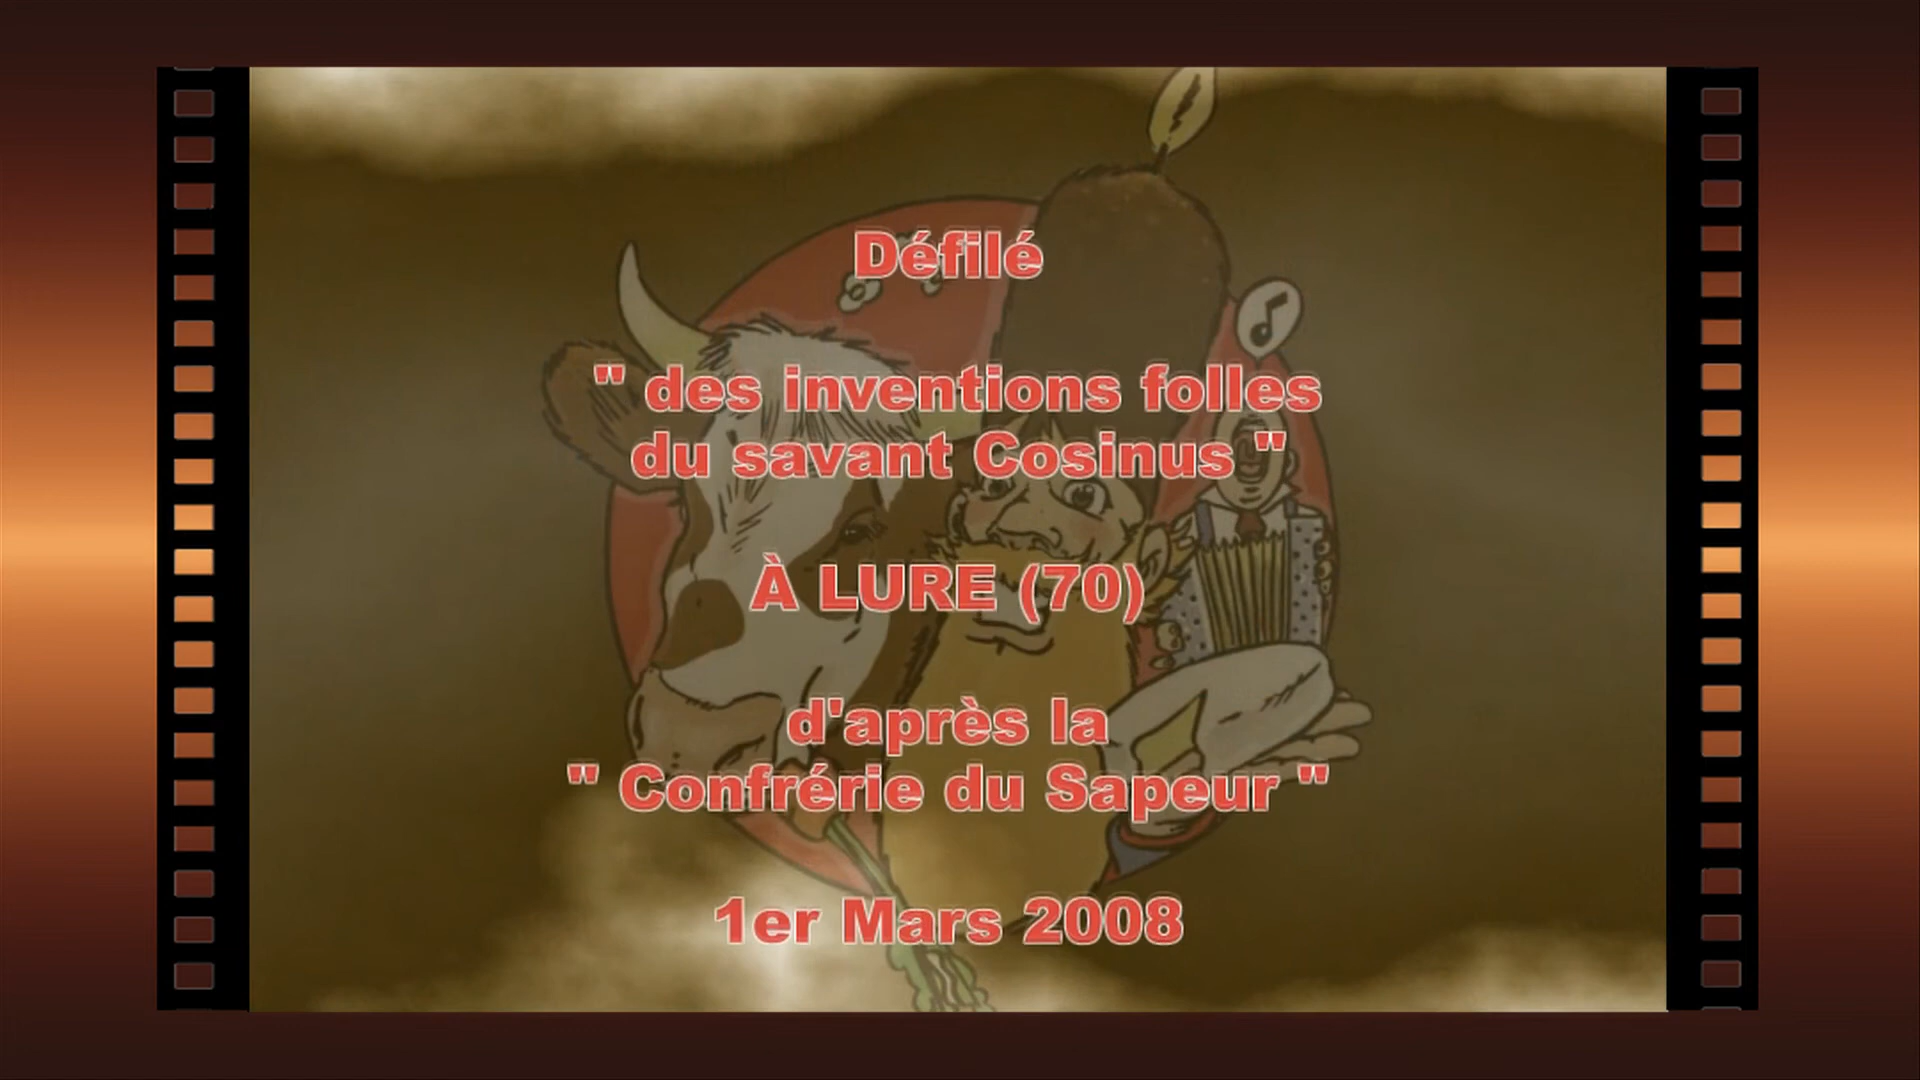 Défilé
" des inventions folles
du savant Cosinus "
À LURE (70)
d'après la
" Confrérie du Sapeur "
1er Mars 2008